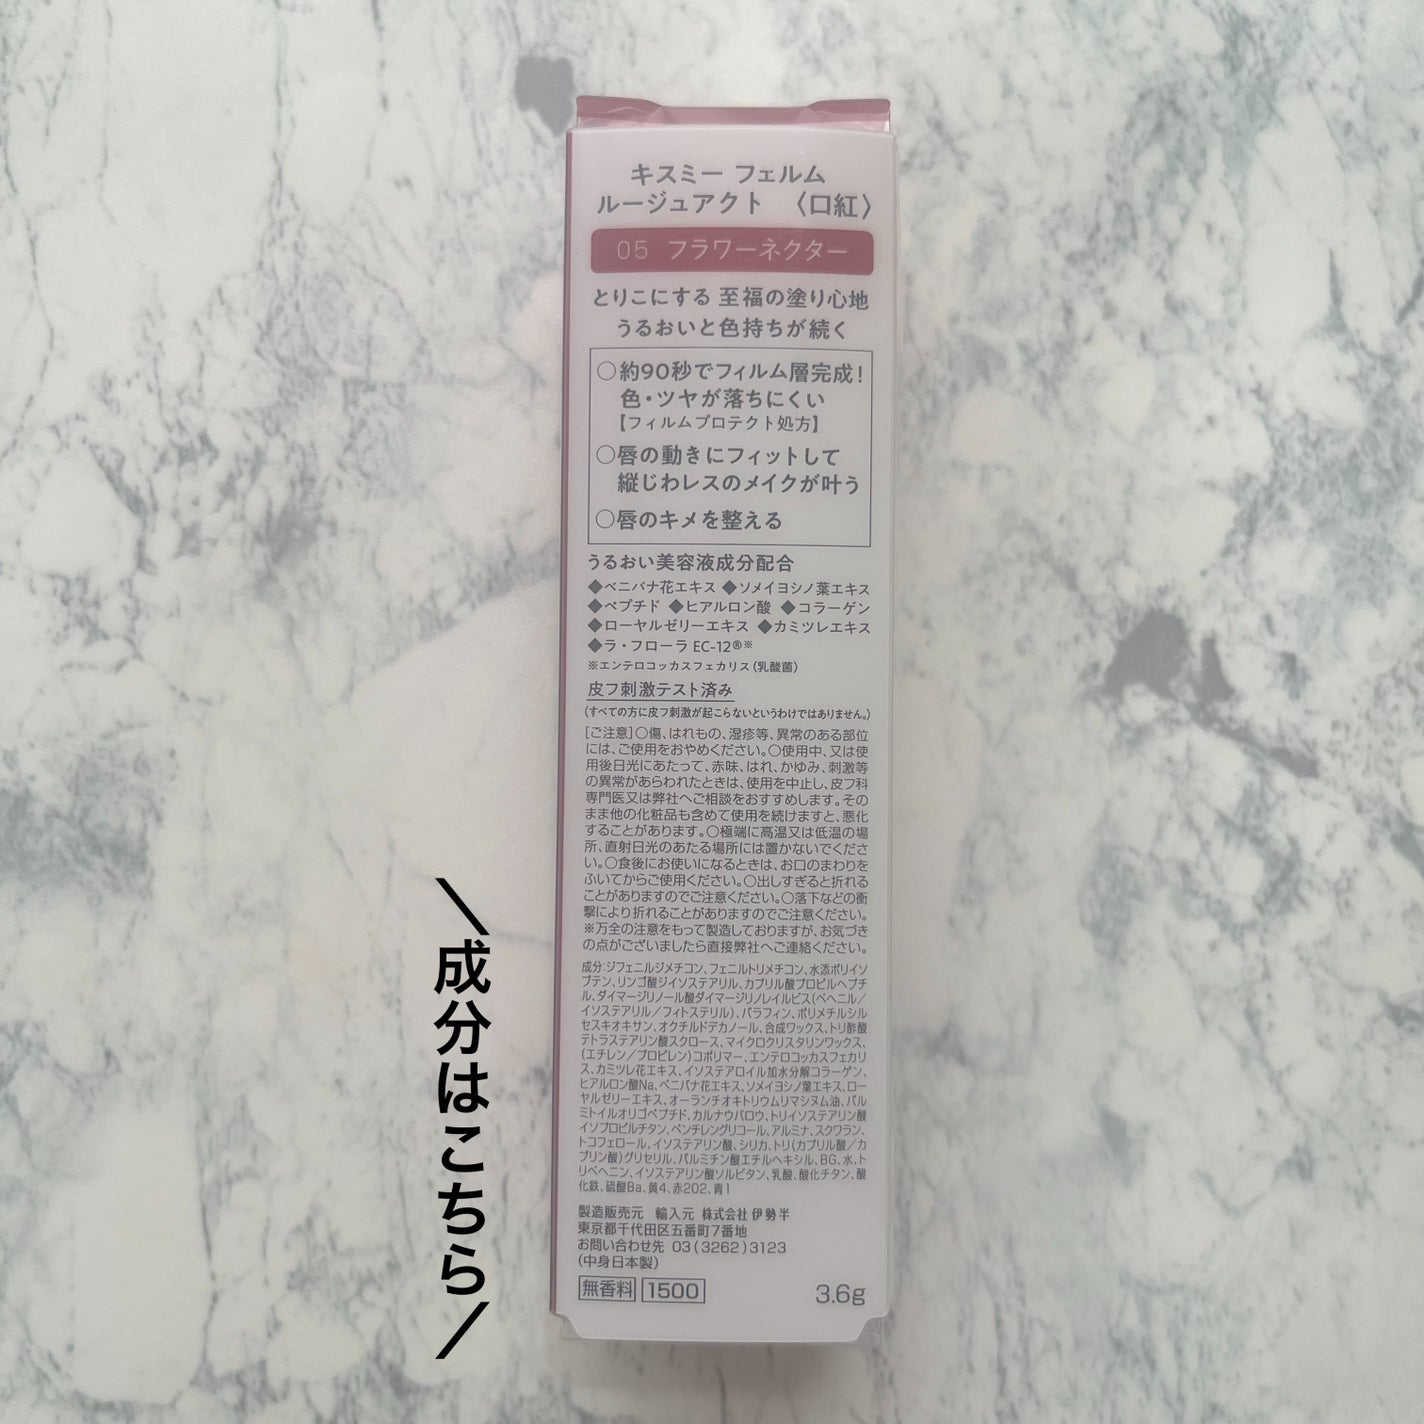 キスミー フェルム
ルージュアクト 〈口紅〉
05 フラワーネクター
とりこにする 至福の塗り心地
うるおいと色持ちが続く
○約90秒でフィルム層完成！
色・ツヤが落ちにくい
【フィルムプロテクト処方】
○唇の動きにフィットして
縦じわレスのメイクが叶う
○唇のキメを整える
うるおい美容液成分配合
◆ベニバナ花エキス ◆ソメイヨシノ葉エキス
◆ペプチド ◆ヒアルロン酸 ◆コラーゲン
◆ローヤルゼリーエキス ◆カミツレエキス
◆ラ・フローラ EC-12®※
※エンテロコッカスフェカリス（乳酸菌）
皮フ刺激テスト済み
（すべての方に皮フ刺激が起こらないというわけではありません。）
［ご注意］○傷、はれもの、湿疹等、異常のある部位
には、ご使用をおやめください。○使用中、又は使
用後日光にあたって、赤味、はれ、かゆみ、刺激等
の異常があらわれたときは、使用を中止し、皮フ科
専門医又は弊社へご相談をおすすめします。その
まま他の化粧品も含めて使用を続けますと、悪化
することがあります。○極端に高温又は低温の場
所、直射日光のあたる場所には置かないでくださ
い。○食後にお使いになるときは、お口のまわりを
ふいてからご使用ください。○出しすぎると折れる
ことがありますのでご注意ください。○落下などの衝
撃により折れることがありますのでご注意ください。
※万全の注意をもって製造しておりますが、お気づき
の点がございましたら直接弊社へご連絡ください。
成分：ジフェニルジメチコン、フェニルトリメチコン、水添ポリイソ
ブテン、リンゴ酸ジイソステアリル、カプリル酸プロピルヘプチ
ル、ダイマージリノール酸ダイマージリノレイルビス（ベヘニル／
イソステアリル／フィトステリル）、パラフィン、ポリメチルシル
セスキオキサン、オクチルドデカノール、合成ワックス、トリ酢酸
テトラステアリン酸スクロース、マイクロクリスタリンワックス、
（エチレン／プロピレン）コポリマー、エンテロコッカスフェカリ
ス、カミツレ花エキス、イソステアロイル加水分解コラーゲン、
ヒアルロン酸Na、ベニバナ花エキス、ソメイヨシノ葉エキス、ロー
ヤルゼリーエキス、オーランチオキトリウムリマシヌム油、パル
ミトイルオリゴペプチド、カルナウバロウ、トリイソステアリン酸
イソプロピルチタン、ペンチレングリコール、アルミナ、スクワラン、
トコフェロール、イソステアリン酸、シリカ、トリ（カプリル酸／カ
プリン酸）グリセリル、パルミチン酸エチルヘキシル、BG、水、ト
リベヘニン、イソステアリン酸ソルビタン、乳酸、酸化チタン、酸
化鉄、硫酸Ba、黄4、赤202、青1
製造販売元 輸入元 株式会社 伊勢半
東京都千代田区五番町7番地
お問い合わせ先 03（3262）3123
（中身日本製）
無香料 1500 3.6g
＼成分はこちら／